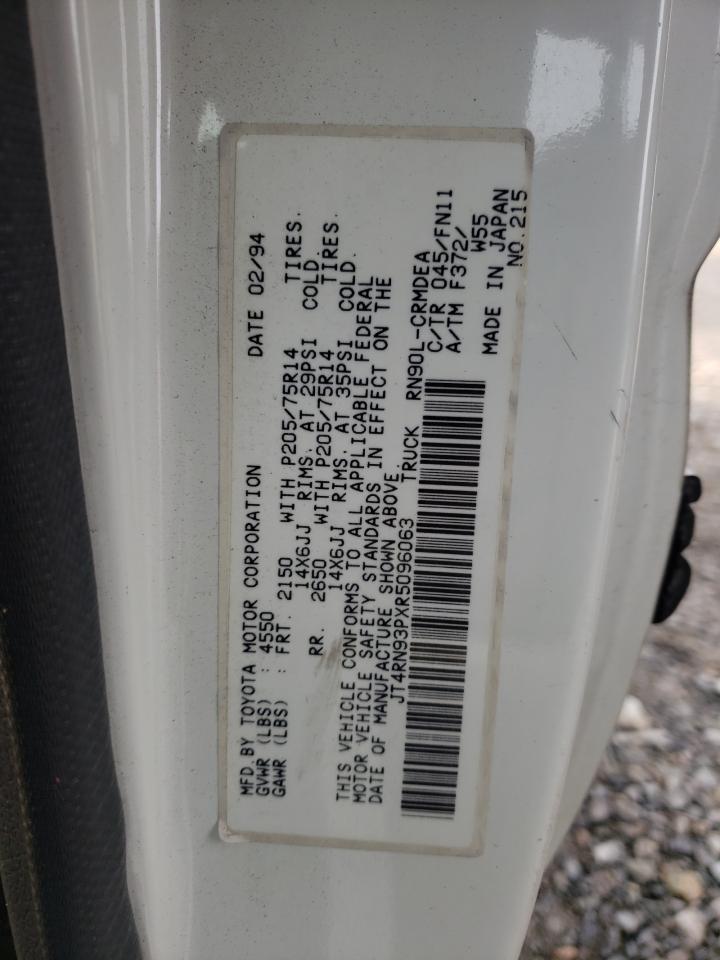 MFD. BY TOYOTA MOTOR CORPORATION DATE 02/94
GVWR (LBS) : 4550
GAWR (LBS) : FRT. 2150 WITH P205/75R14 TIRES.
14X6JJ RIMS. AT 29PSI COLD.
RR. 2650 WITH P205/75R14 TIRES.
14X6JJ RIMS. AT 35PSI COLD.
THIS VEHICLE CONFORMS TO ALL APPLICABLE FEDERAL
MOTOR VEHICLE SAFETY STANDARDS IN EFFECT ON THE
DATE OF MANUFACTURE SHOWN ABOVE.
JT4RN93PXR5096063 TRUCK RN90L-CRMDEA
C/TR 045/FN11
A/TM F372/
W55
MADE IN JAPAN
NO.215